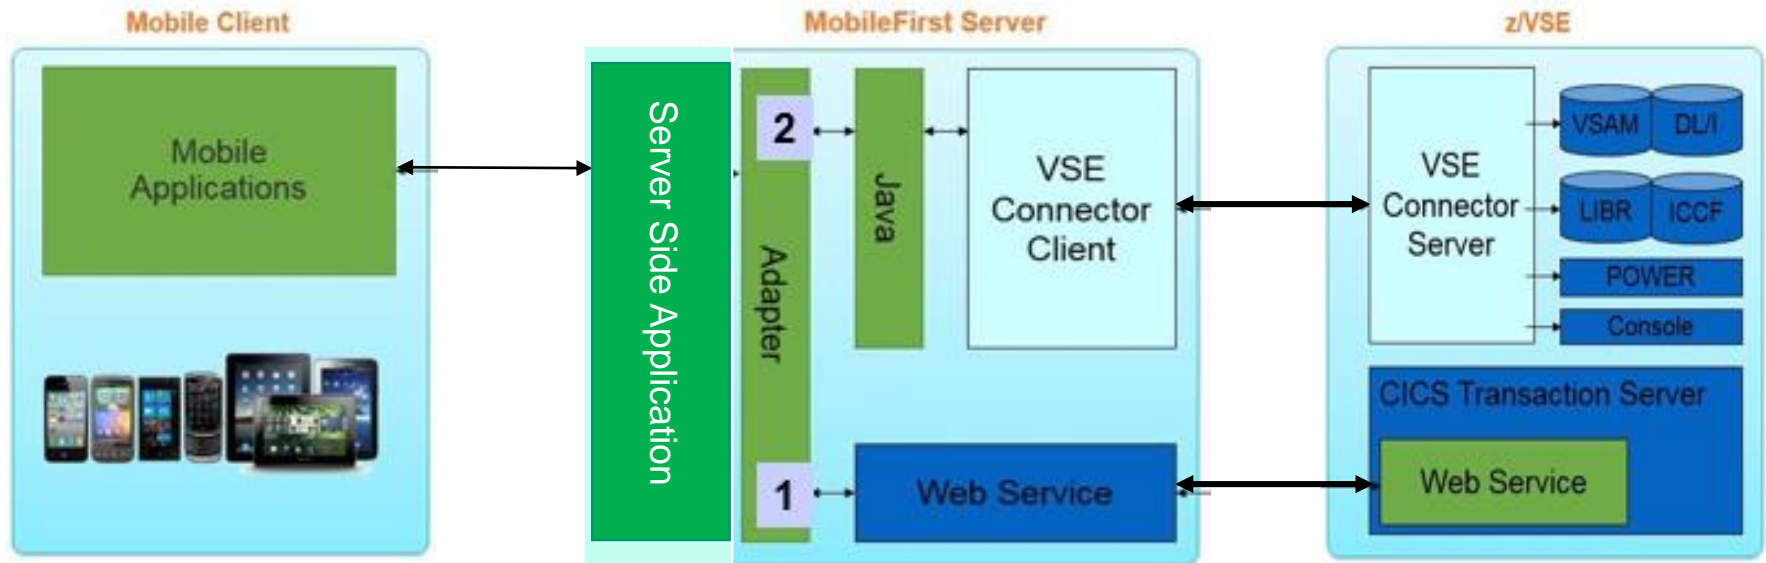 Mobile Client
MobileFirst Server
z/VSE
Mobile
Applications
Server Side Application
2
Adapter
1
Java
VSE
Connector
Client
Web Service
VSE
Connector
Server
VSAM
DL/I
LIBR
ICCF
POWER
Console
CICS Transaction Server
Web Service